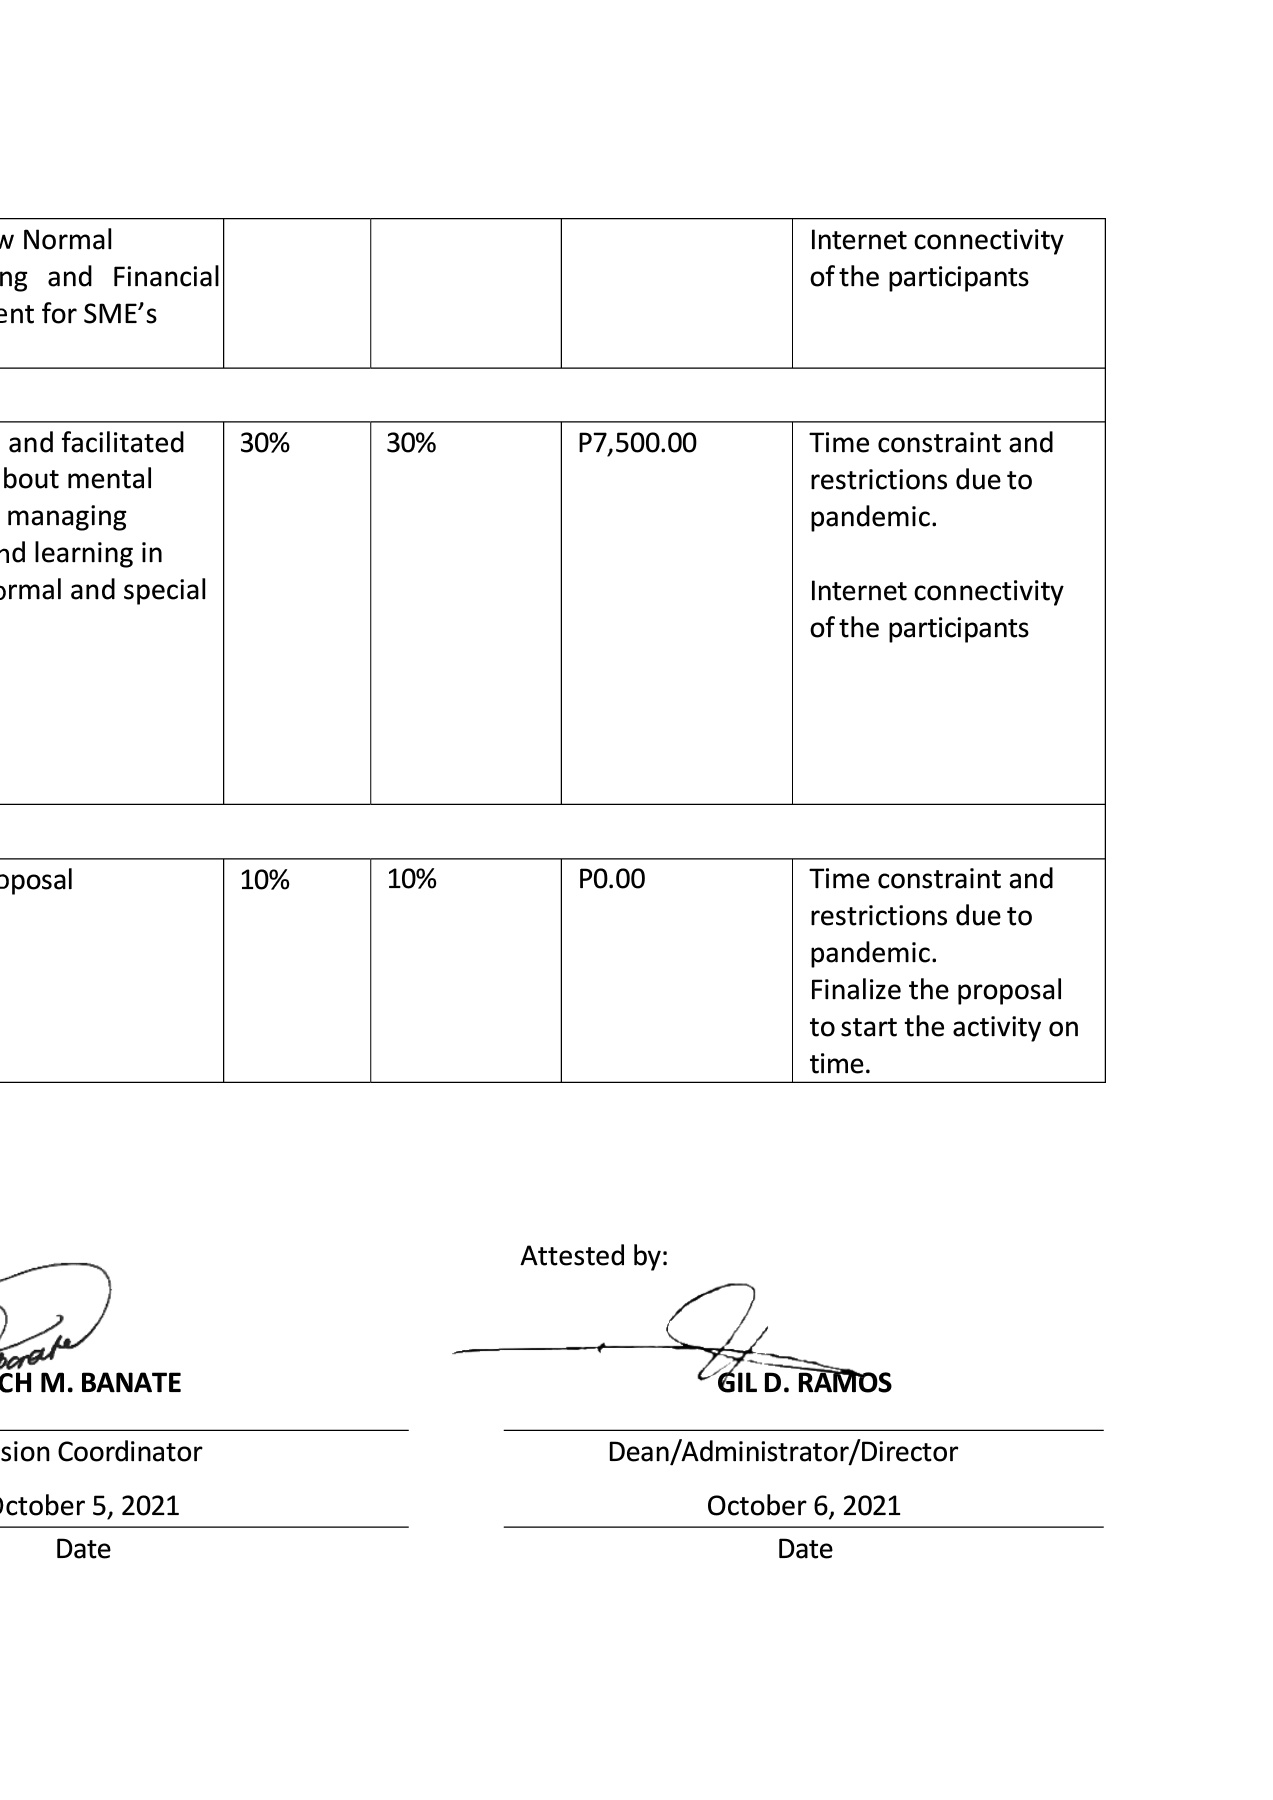 w Normal
ng and Financial
ent for SME’s
Internet connectivity
of the participants
and facilitated
bout mental
managing
nd learning in
ormal and special
30%
30%
P7,500.00
Time constraint and
restrictions due to
pandemic.
Internet connectivity
of the participants
oposal
10%
10%
P0.00
Time constraint and
restrictions due to
pandemic.
Finalize the proposal
to start the activity on
time.
Attested by:
CH M. BANATE
GIL D. RAMOS
sion Coordinator
Dean/Administrator/Director
October 5, 2021
October 6, 2021
Date
Date